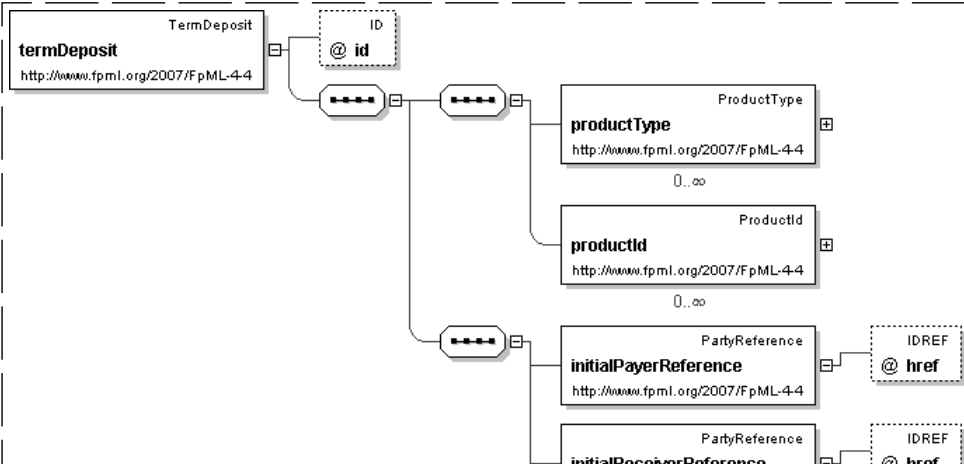 TermDeposit
termDeposit
http://www.fpml.org/2007/FpML-4-4
ID
@ id
ProductType
productType
http://www.fpml.org/2007/FpML-4-4
0..∞
ProductId
productId
http://www.fpml.org/2007/FpML-4-4
0..∞
PartyReference
initialPayerReference
http://www.fpml.org/2007/FpML-4-4
IDREF
@ href
PartyReference
initialReceiverReference
IDREF
@ href